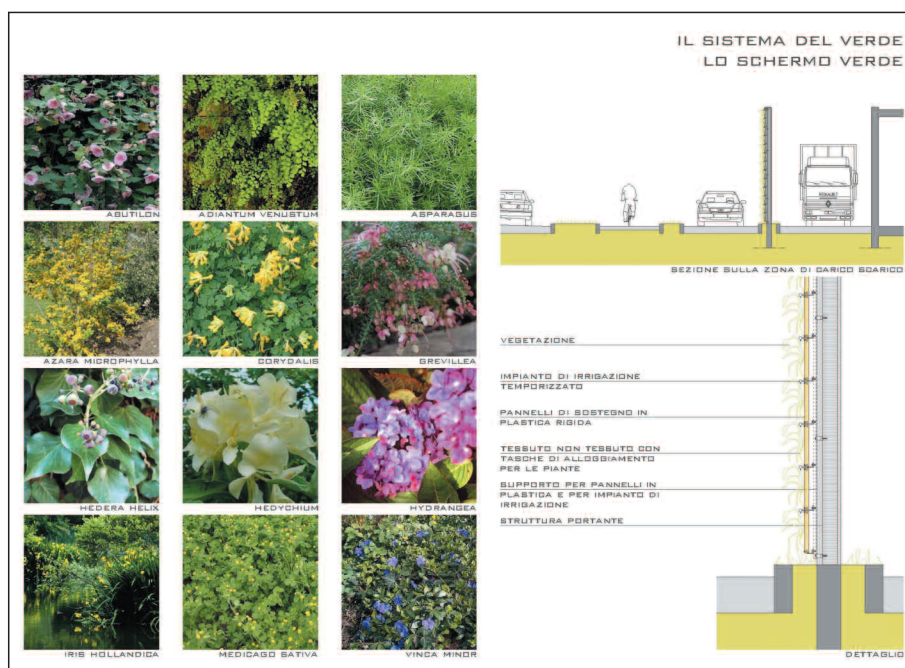 IL SISTEMA DEL VERDE
LO SCHERMO VERDE
ABUTILON
ADIANTUM VENUSTUM
ASPARAGUS
AZARA MICROPHYLLA
CORYDALIS
GREVILLEA
HEDERA HELIX
HEDYCHIUM
HYDRANGEA
IRIS HOLLANDICA
MEDICAGO SATIVA
VINCA MINOR
SEZIONE SULLA ZONA DI CARICO SCARICO
VEGETAZIONE
IMPIANTO DI IRRIGAZIONE
TEMPORIZZATO
PANNELLI DI SOSTEGNO IN
PLASTICA RIGIDA
TESSUTO NON TESSUTO CON
TASCHE DI ALLOGGIAMENTO
PER LE PIANTE
SUPPORTO PER PANNELLI IN
PLASTICA E PER IMPIANTO DI
IRRIGAZIONE
STRUTTURA PORTANTE
DETTAGLIO